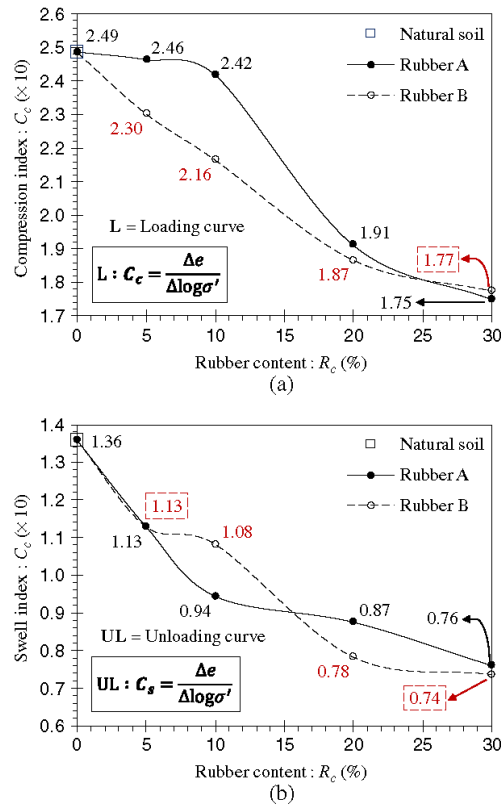 2.6
2.5
2.4
2.3
2.2
2.1
2.0
1.9
1.8
1.7
Compression index : C_c (× 10)
2.49
2.46
2.42
2.30
2.16
1.91
1.87
1.77
1.75
Natural soil
Rubber A
Rubber B
L = Loading curve
L : C_c = Δe / Δlogσ′
0 5 10 15 20 25 30
Rubber content : R_c (%)
(a)
1.4
1.3
1.2
1.1
1.0
0.9
0.8
0.7
0.6
Swell index : C_c (× 10)
1.36
1.13
1.13
1.08
0.94
0.87
0.78
0.76
0.74
Natural soil
Rubber A
Rubber B
UL = Unloading curve
UL : C_s = Δe / Δlogσ′
0 5 10 15 20 25 30
Rubber content : R_c (%)
(b)